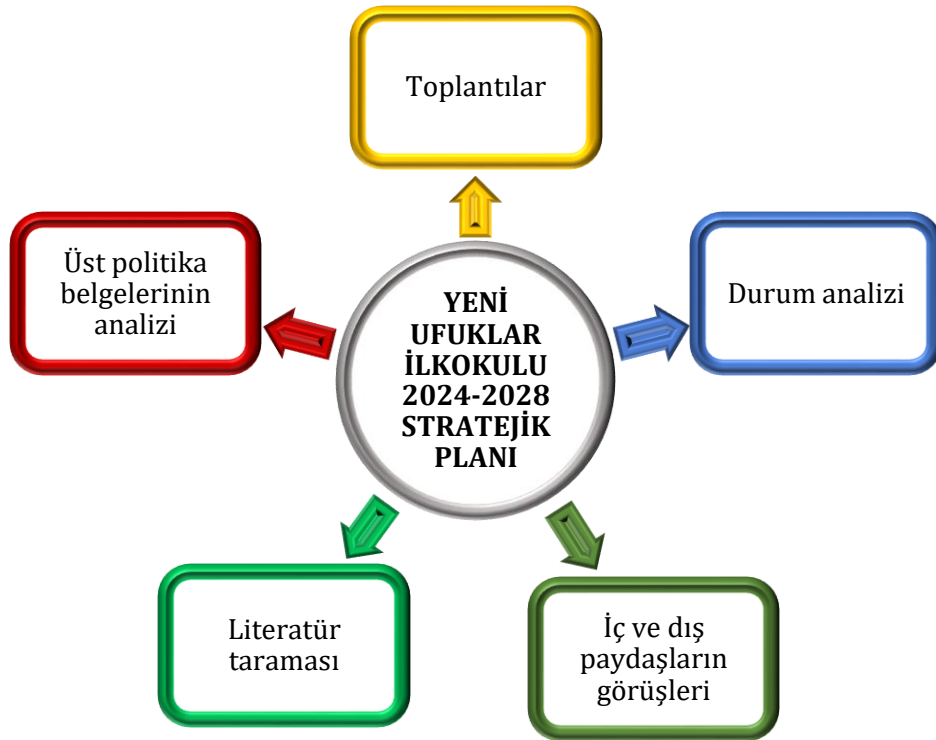 Toplantılar
Üst politika
belgelerinin
analizi
YENİ
UFUKLAR
İLKOKULU
2024-2028
STRATEJİK
PLANI
Durum analizi
Literatür
taraması
İç ve dış
paydaşların
görüşleri